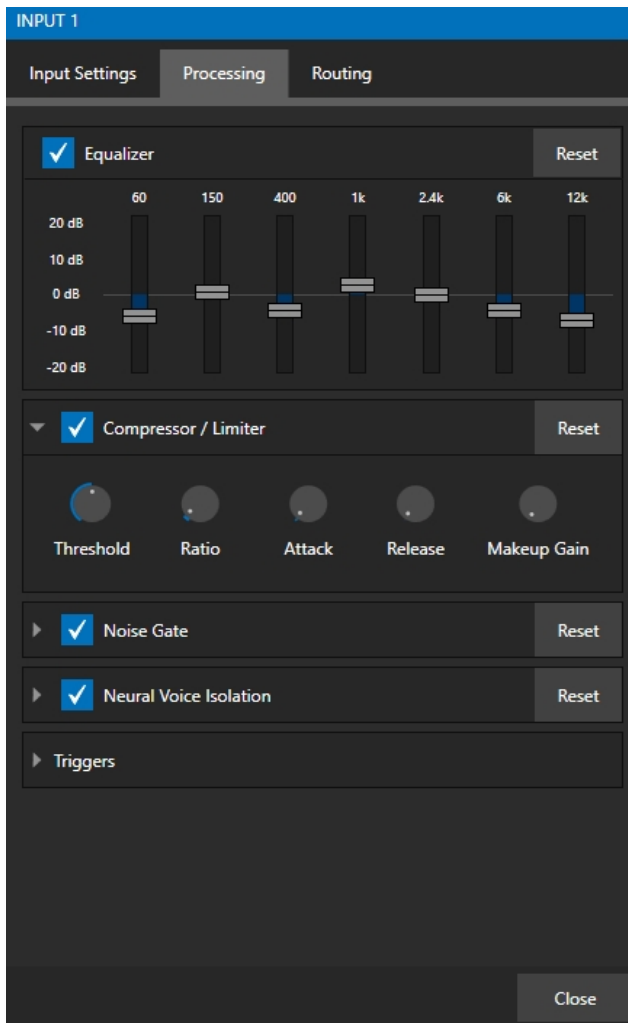 INPUT 1
Input Settings Processing Routing
Equalizer Reset
60 150 400 1k 2.4k 6k 12k
20 dB
10 dB
0 dB
-10 dB
-20 dB
Compressor / Limiter Reset
Threshold Ratio Attack Release Makeup Gain
Noise Gate Reset
Neural Voice Isolation Reset
Triggers
Close